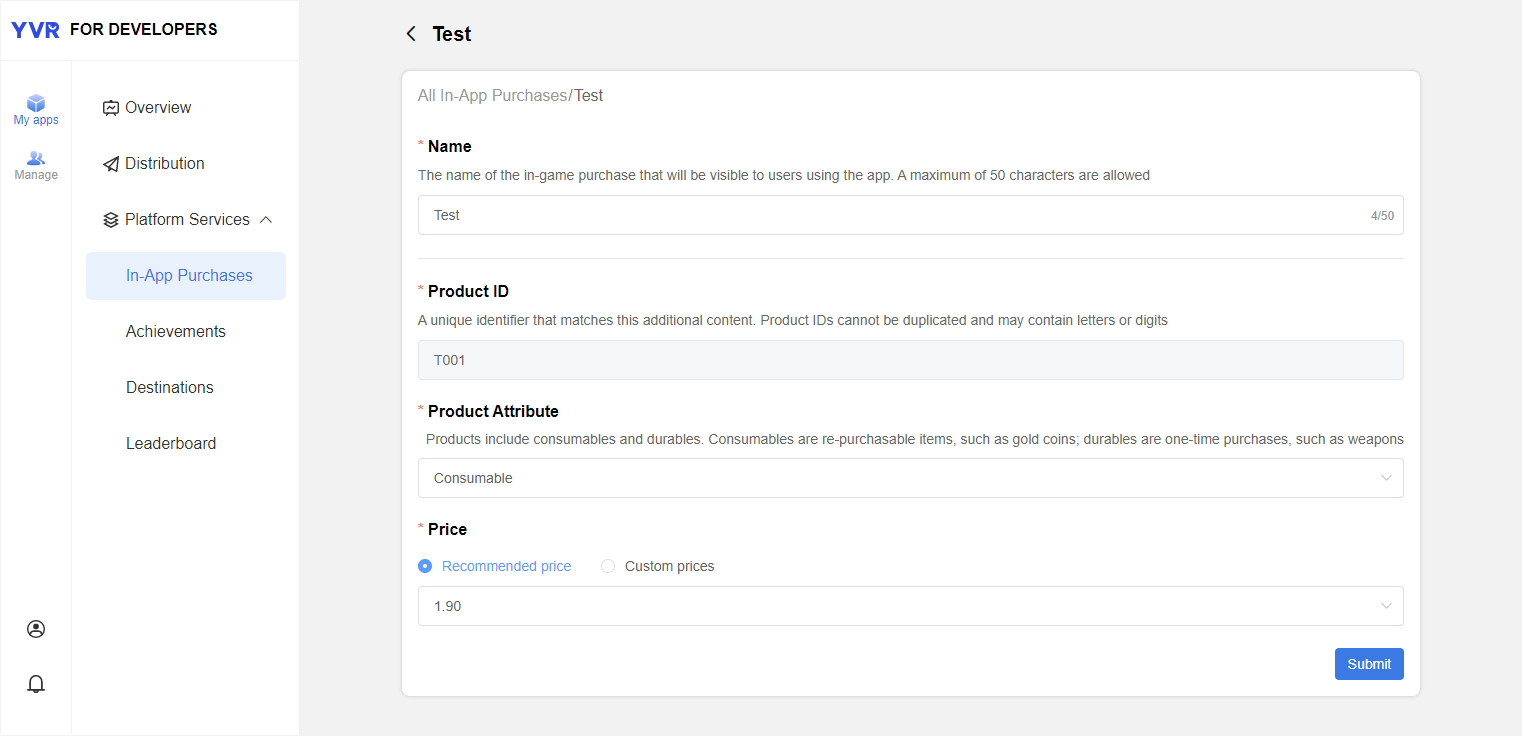 YVR FOR DEVELOPERS
My apps
Manage
Overview
Distribution
Platform Services
In-App Purchases
Achievements
Destinations
Leaderboard
Test
All In-App Purchases/Test
* Name
The name of the in-game purchase that will be visible to users using the app. A maximum of 50 characters are allowed
Test 4/50
* Product ID
A unique identifier that matches this additional content. Product IDs cannot be duplicated and may contain letters or digits
T001
* Product Attribute
Products include consumables and durables. Consumables are re-purchasable items, such as gold coins; durables are one-time purchases, such as weapons
Consumable
* Price
Recommended price Custom prices
1.90
Submit